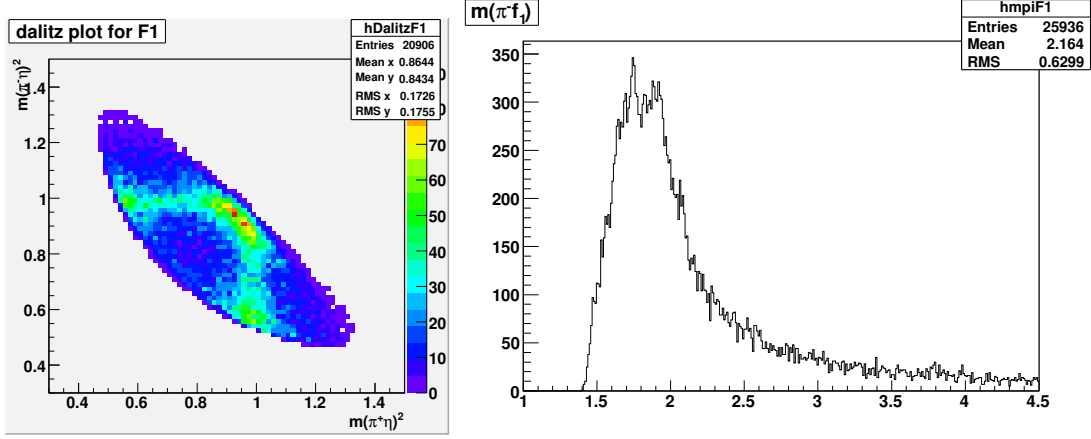 dalitz plot for F1
hDalitzF1
Entries 20906
Mean x 0.8644
Mean y 0.8434
RMS x 0.1726
RMS y 0.1755
m(π⁻η)²
1.4
1.2
1
0.8
0.6
0.4
0.4 0.6 0.8 1 1.2 1.4
m(π⁺η)²
70
60
50
40
30
20
10
0
m(π⁻f₁)
hmpiF1
Entries 25936
Mean 2.164
RMS 0.6299
350
300
250
200
150
100
50
0
1 1.5 2 2.5 3 3.5 4 4.5